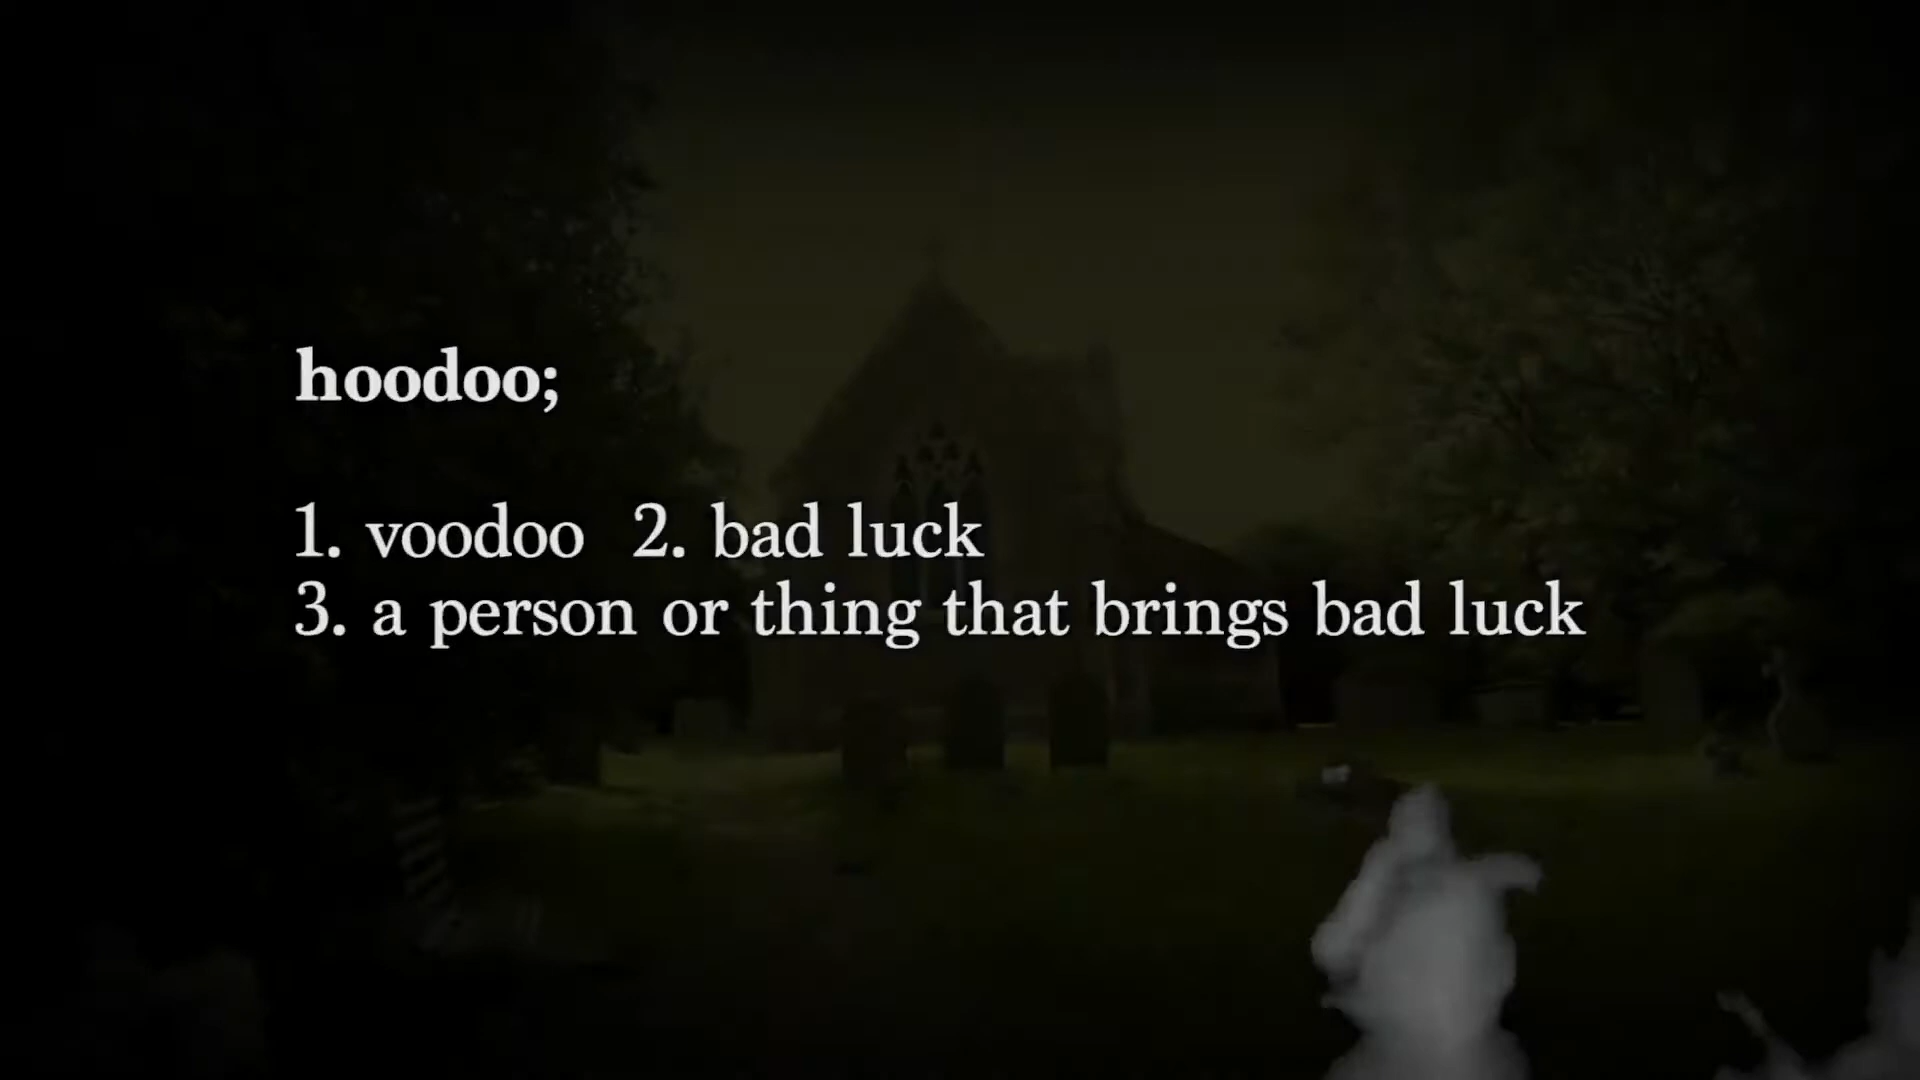 hoodoo;
1. voodoo 2. bad luck
3. a person or thing that brings bad luck